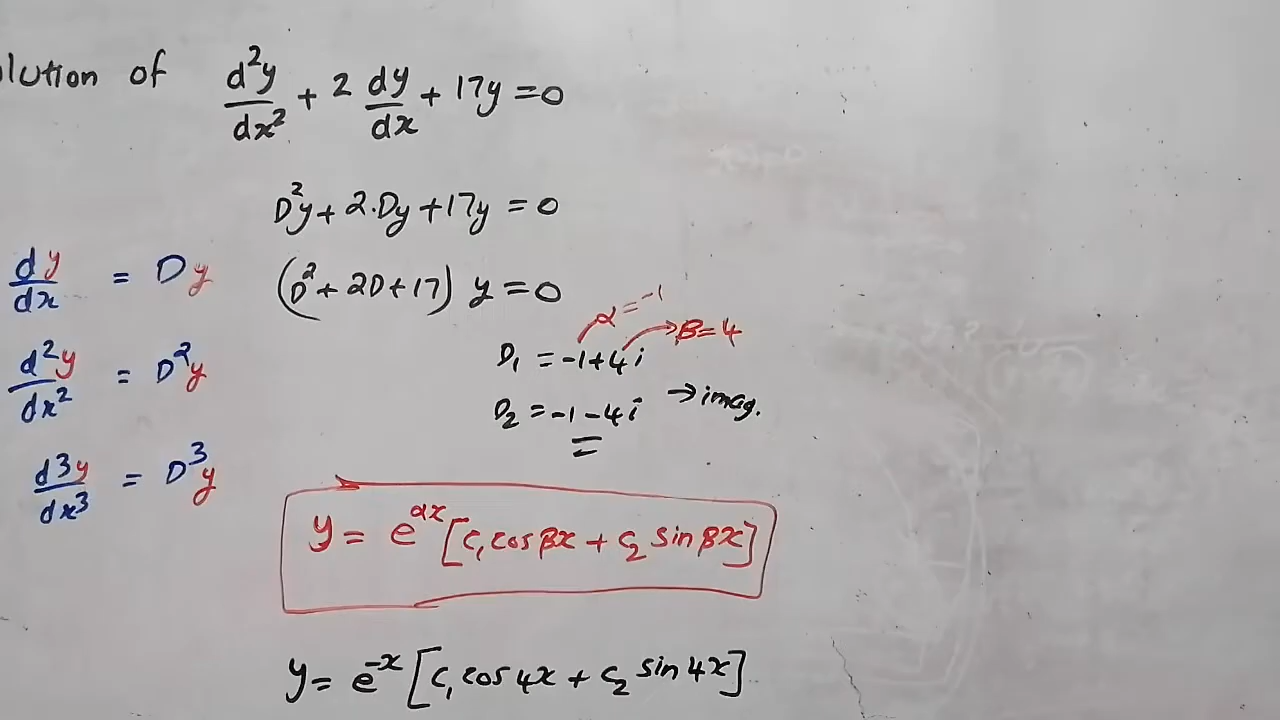 lution of d²y/dx² + 2 dy/dx + 17y = 0
D²y + 2.Dy + 17y = 0
dy/dx = Dy
(D² + 2D + 17) y = 0
α = -1
β = 4
D₁ = -1 + 4i
d²y/dx² = D²y
D₂ = -1 - 4i → imag.
d3y/dx3 = D³y
y = e^αx [c₁ cos βx + c₂ sin βx]
y = e^-x [c₁ cos 4x + c₂ sin 4x]